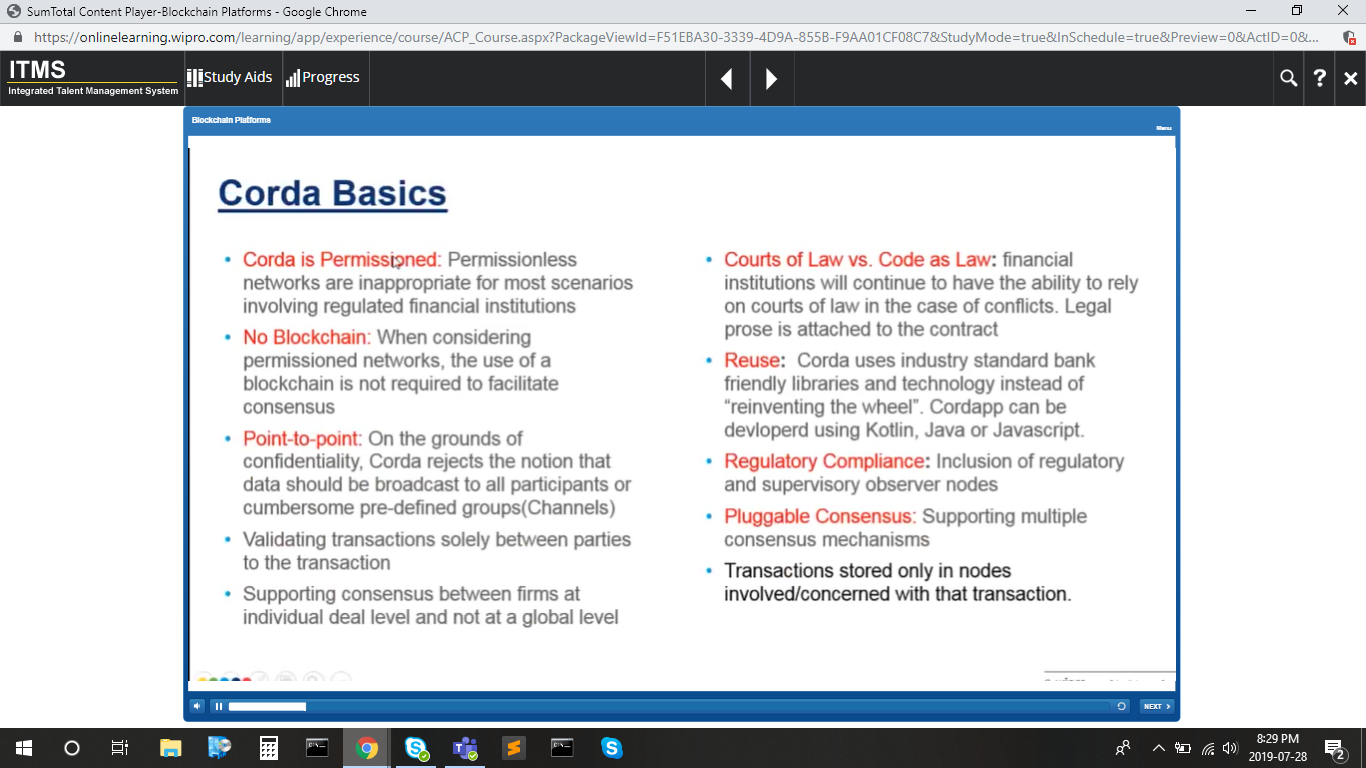 SumTotal Content Player-Blockchain Platforms - Google Chrome
https://onlinelearning.wipro.com/learning/app/experience/course/ACP_Course.aspx?PackageViewId=F51EBA30-3339-4D9A-855B-F9AA01CF08C7&StudyMode=true&InSchedule=true&Preview=0&ActID=0&...
ITMS
Integrated Talent Management System
Study Aids
Progress
?
Blockchain Platforms
Menu
Corda Basics
• Corda is Permissioned: Permissionless
networks are inappropriate for most scenarios
involving regulated financial institutions
• No Blockchain: When considering
permissioned networks, the use of a
blockchain is not required to facilitate
consensus
• Point-to-point: On the grounds of
confidentiality, Corda rejects the notion that
data should be broadcast to all participants or
cumbersome pre-defined groups(Channels)
• Validating transactions solely between parties
to the transaction
• Supporting consensus between firms at
individual deal level and not at a global level
• Courts of Law vs. Code as Law: financial
institutions will continue to have the ability to rely
on courts of law in the case of conflicts. Legal
prose is attached to the contract
• Reuse: Corda uses industry standard bank
friendly libraries and technology instead of
“reinventing the wheel”. Cordapp can be
devloperd using Kotlin, Java or Javascript.
• Regulatory Compliance: Inclusion of regulatory
and supervisory observer nodes
• Pluggable Consensus: Supporting multiple
consensus mechanisms
• Transactions stored only in nodes
involved/concerned with that transaction.
NEXT >
8:29 PM
2019-07-28
2